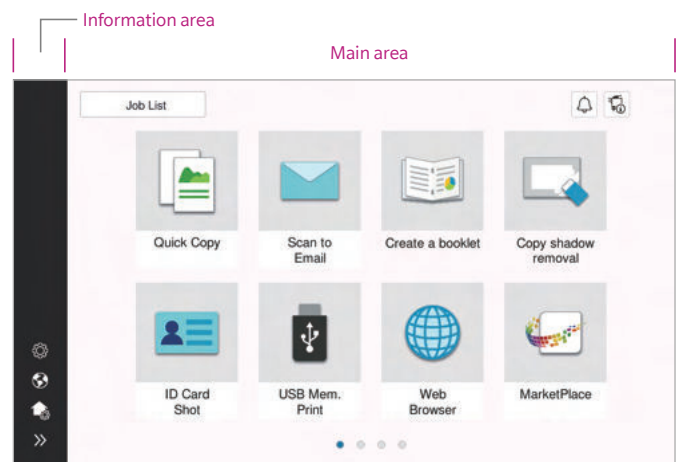 Information area
Main area
Job List
Quick Copy
Scan to
Email
Create a booklet
Copy shadow
removal
ID Card
Shot
USB Mem.
Print
Web
Browser
MarketPlace